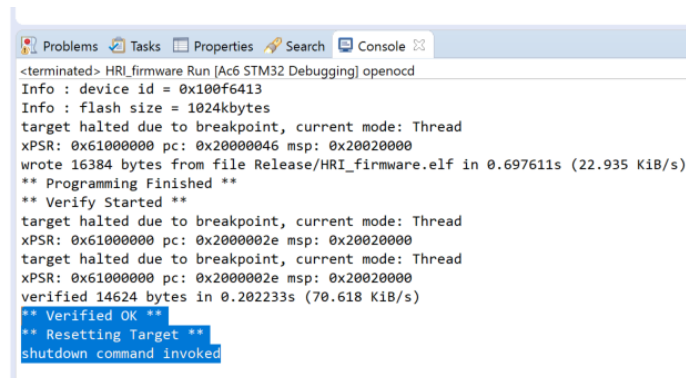 Problems Tasks Properties Search Console
<terminated> HRI_firmware Run [Ac6 STM32 Debugging] openocd
Info : device id = 0x100f6413
Info : flash size = 1024kbytes
target halted due to breakpoint, current mode: Thread
xPSR: 0x61000000 pc: 0x20000046 msp: 0x20020000
wrote 16384 bytes from file Release/HRI_firmware.elf in 0.697611s (22.935 KiB/s)
** Programming Finished **
** Verify Started **
target halted due to breakpoint, current mode: Thread
xPSR: 0x61000000 pc: 0x2000002e msp: 0x20020000
target halted due to breakpoint, current mode: Thread
xPSR: 0x61000000 pc: 0x2000002e msp: 0x20020000
verified 14624 bytes in 0.202233s (70.618 KiB/s)
** Verified OK **
** Resetting Target **
shutdown command invoked